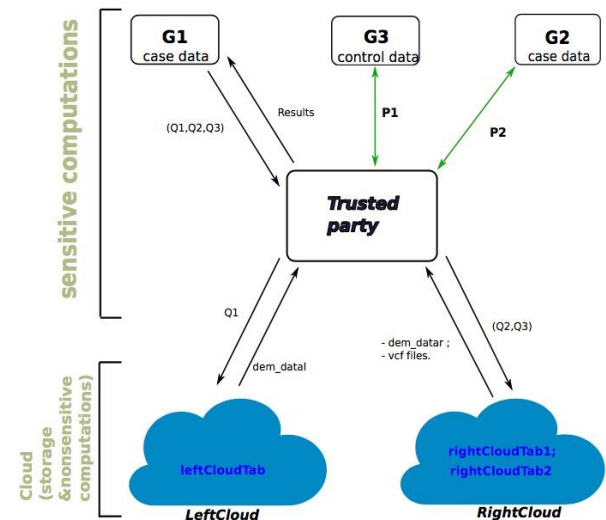 G1
case data
G3
control data
G2
case data
sensitive computations
(Q1,Q2,Q3)
Results
P1
P2
Trusted
party
Q1
dem_datal
- dem_datar ;
- vcf files.
(Q2,Q3)
Cloud
(storage
&nonsensitive
computations)
leftCloudTab
rightCloudTab1;
rightCloudTab2
LeftCloud
RightCloud